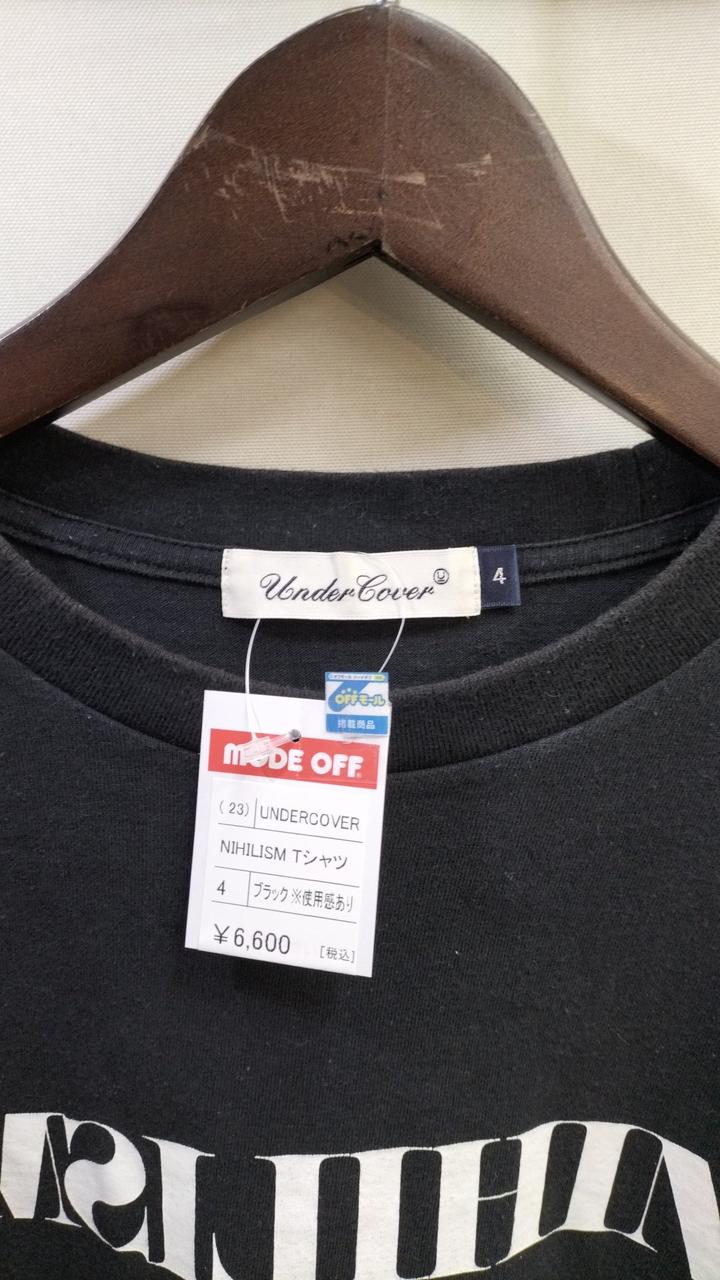 UnderCover
4
OFFモール
掲載商品
MODE OFF
(23) UNDERCOVER
NIHILISM Tシャツ
4 ブラック ※使用感あり
¥6,600 [税込]